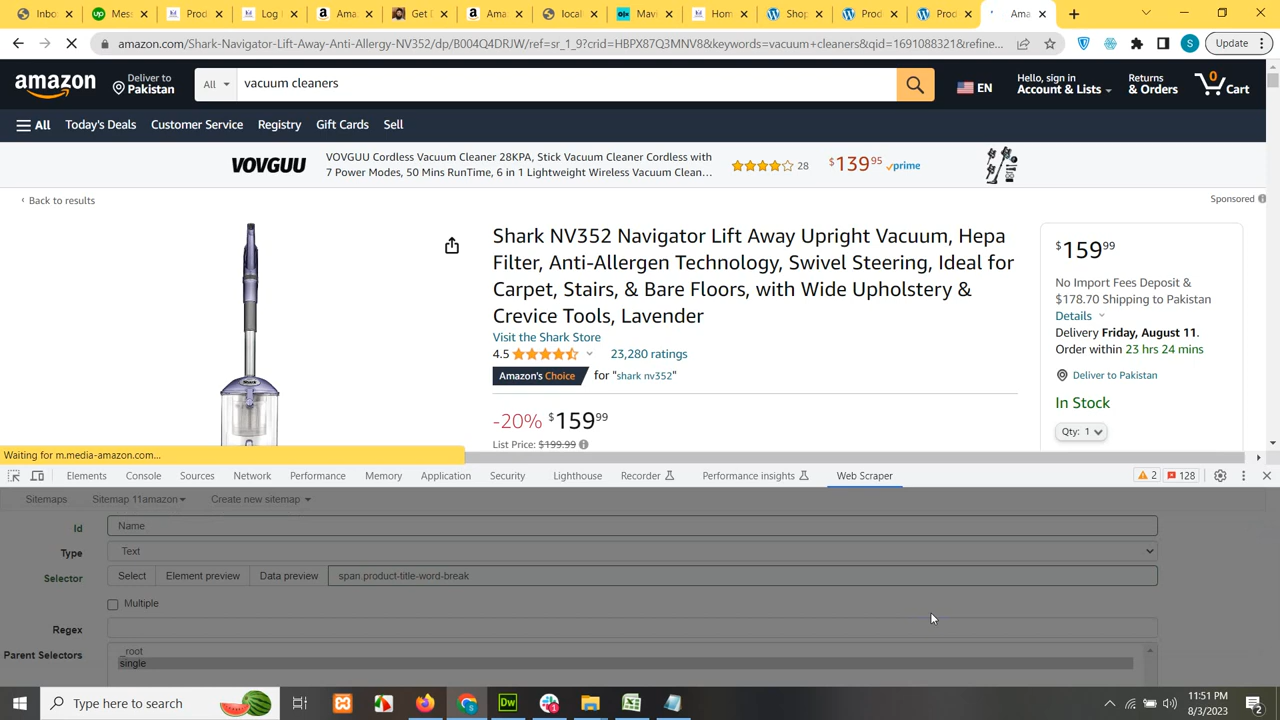 Inbo
Mess
Prod
Log
Ama
Get
Ama
local
Mavi
Hom
Shop
Prod
Prod
Ama
amazon.com/Shark-Navigator-Lift-Away-Anti-Allergy-NV352/dp/B004Q4DRJW/ref=sr_1_9?crid=HBPX87Q3MNV8&keywords=vacuum+cleaners&qid=1691088321&refine...
S
Update
amazon
Deliver to
Pakistan
All
vacuum cleaners
EN
Hello, sign in
Account & Lists
Returns
& Orders
0
Cart
All
Today's Deals
Customer Service
Registry
Gift Cards
Sell
VOVGUU
VOVGUU Cordless Vacuum Cleaner 28KPA, Stick Vacuum Cleaner Cordless with
7 Power Modes, 50 Mins RunTime, 6 in 1 Lightweight Wireless Vacuum Clean...
28
$139 95
prime
‹ Back to results
Sponsored
Shark NV352 Navigator Lift Away Upright Vacuum, Hepa
Filter, Anti-Allergen Technology, Swivel Steering, Ideal for
Carpet, Stairs, & Bare Floors, with Wide Upholstery &
Crevice Tools, Lavender
Visit the Shark Store
4.5
23,280 ratings
Amazon's Choice
for "shark nv352"
-20% $159 99
List Price: $199.99
$159 99
No Import Fees Deposit &
$178.70 Shipping to Pakistan
Details
Delivery Friday, August 11.
Order within 23 hrs 24 mins
Deliver to Pakistan
In Stock
Qty: 1
Waiting for m.media-amazon.com...
Elements
Console
Sources
Network
Performance
Memory
Application
Security
Lighthouse
Recorder
Performance insights
Web Scraper
2
128
Sitemaps
Sitemap 11amazon
Create new sitemap
Id
Name
Type
Text
Selector
Select
Element preview
Data preview
span.product-title-word-break
Multiple
Regex
Parent Selectors
_root
single
Type here to search
Dw
11:51 PM
8/3/2023
2